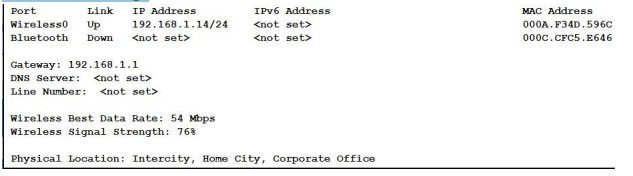 Port Link IP Address IPv6 Address MAC Address
Wireless0 Up 192.168.1.14/24 <not set> 000A.F34D.596C
Bluetooth Down <not set> <not set> 000C.CFC5.E646
Gateway: 192.168.1.1
DNS Server: <not set>
Line Number: <not set>
Wireless Best Data Rate: 54 Mbps
Wireless Signal Strength: 76%
Physical Location: Intercity, Home City, Corporate Office